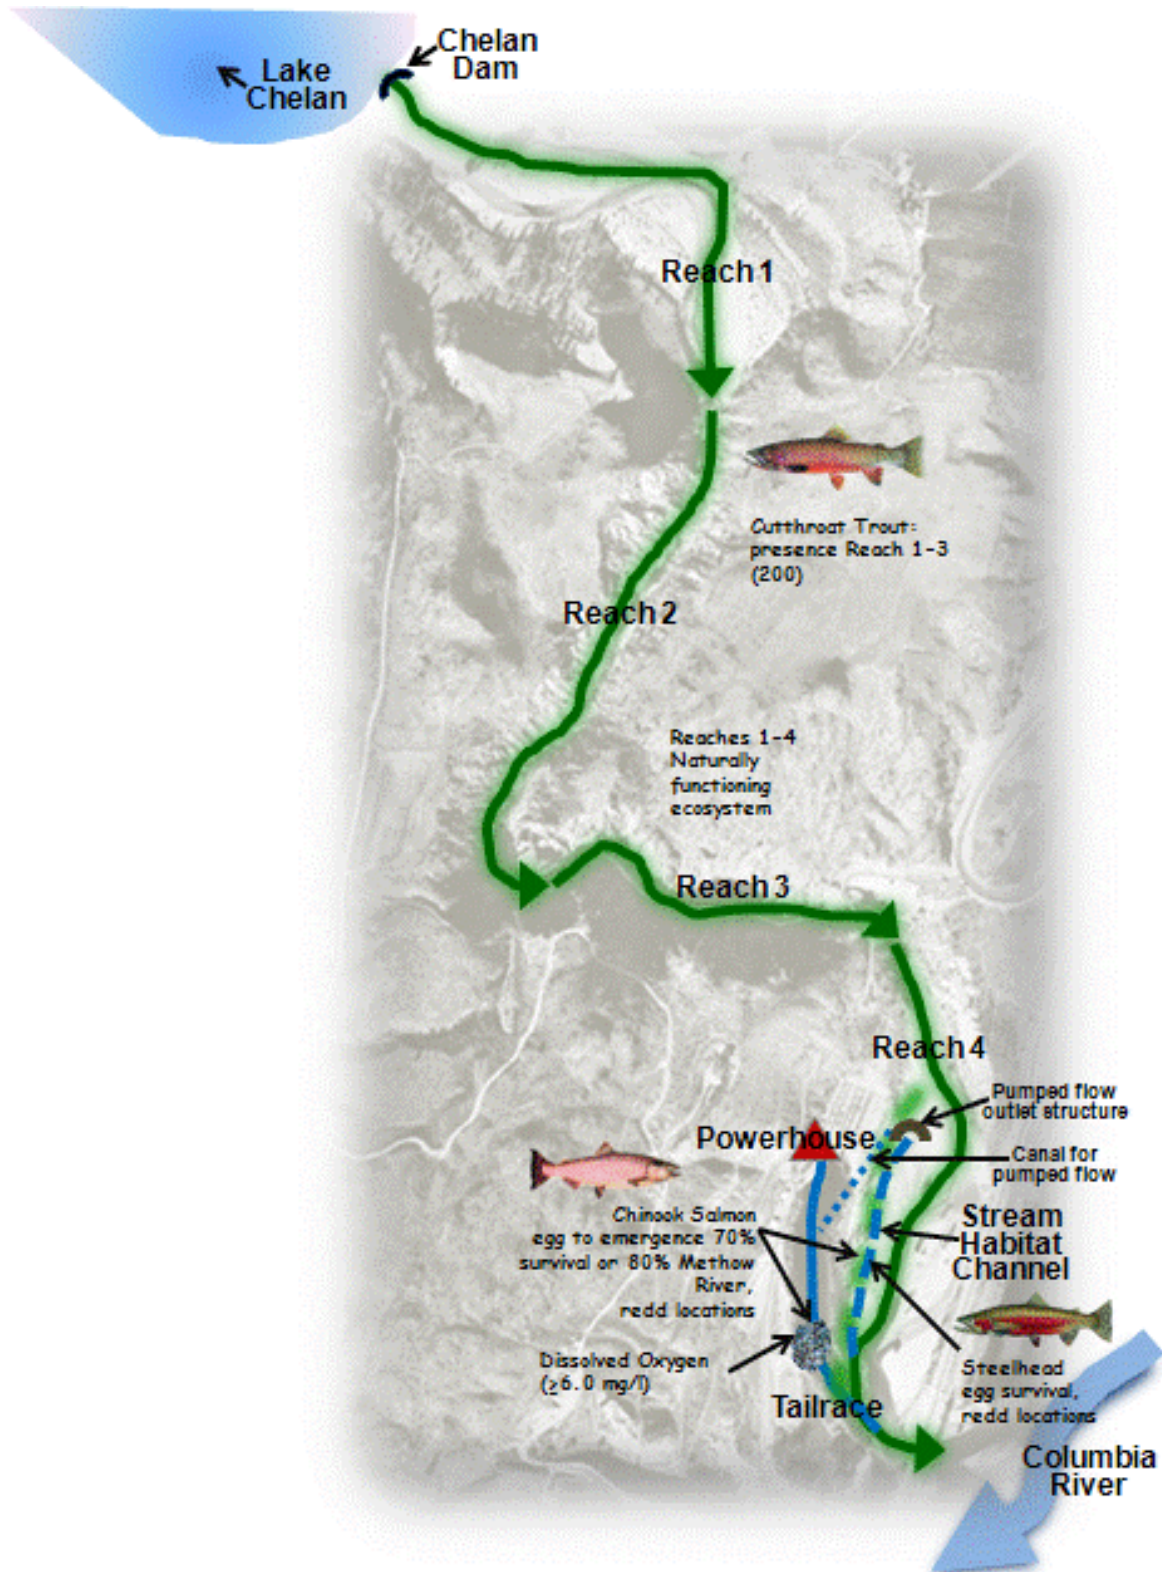 Chelan
Dam
Lake
Chelan
Reach 1
Cutthroat Trout:
presence Reach 1-3
(200)
Reach 2
Reaches 1-4
Naturally
functioning
ecosystem
Reach 3
Reach 4
Pumped flow
outlet structure
Powerhouse
Canal for
pumped flow
Chinook Salmon
egg to emergence 70%
survival or 80% Methow
River,
redd locations
Stream
Habitat
Channel
Dissolved Oxygen
(≥6.0 mg/l)
Steelhead
egg survival,
redd locations
Tailrace
Columbia
River